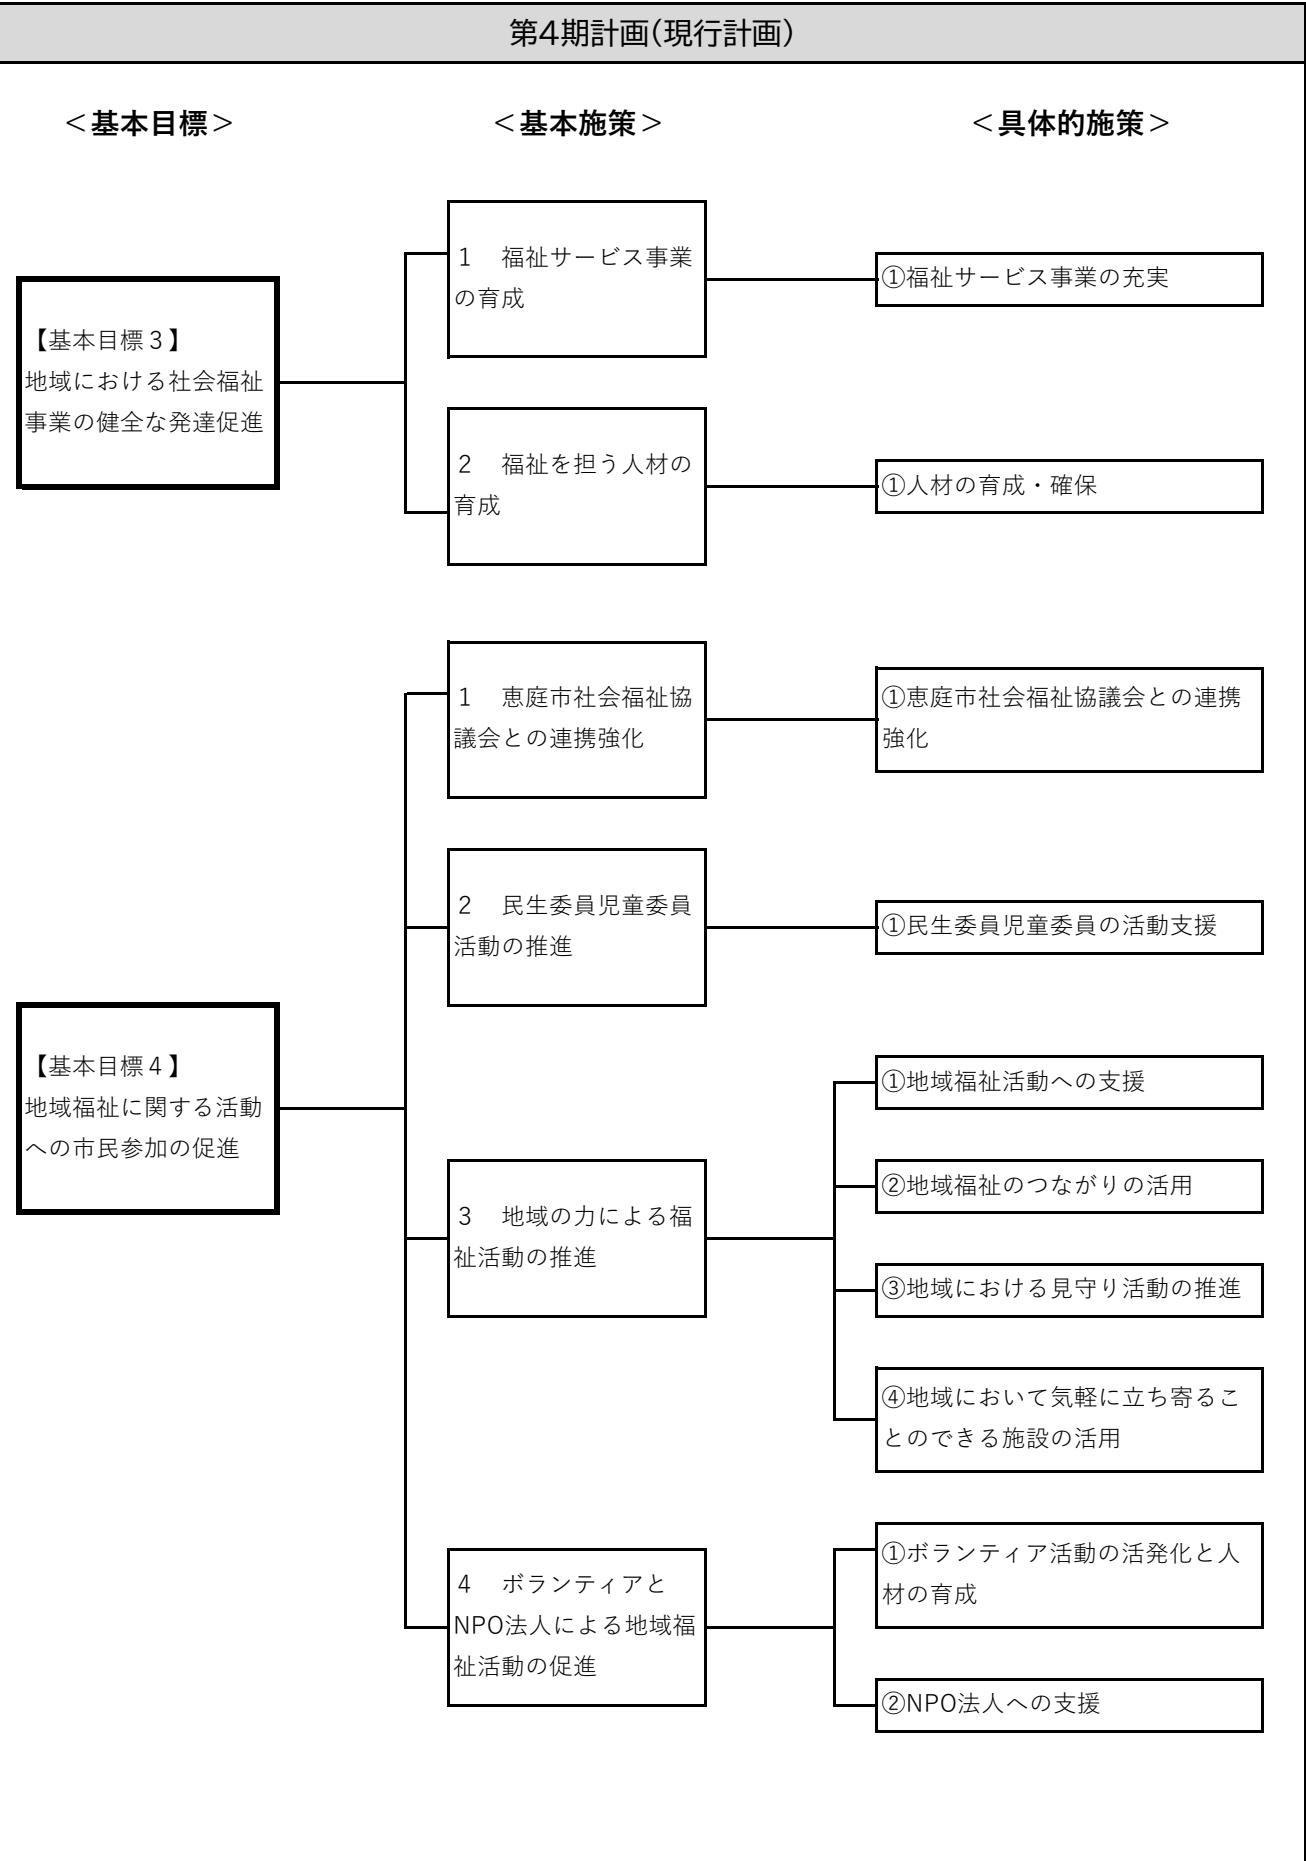 第4期計画(現行計画)
＜基本目標＞
＜基本施策＞
＜具体的施策＞
【基本目標３】
地域における社会福祉
事業の健全な発達促進
１　福祉サービス事業
の育成
①福祉サービス事業の充実
２　福祉を担う人材の
育成
①人材の育成・確保
【基本目標４】
地域福祉に関する活動
への市民参加の促進
１　恵庭市社会福祉協
議会との連携強化
①恵庭市社会福祉協議会との連携
強化
２　民生委員児童委員
活動の推進
①民生委員児童委員の活動支援
３　地域の力による福
祉活動の推進
①地域福祉活動への支援
②地域福祉のつながりの活用
③地域における見守り活動の推進
④地域において気軽に立ち寄るこ
とのできる施設の活用
４　ボランティアと
NPO法人による地域福
祉活動の促進
①ボランティア活動の活発化と人
材の育成
②NPO法人への支援